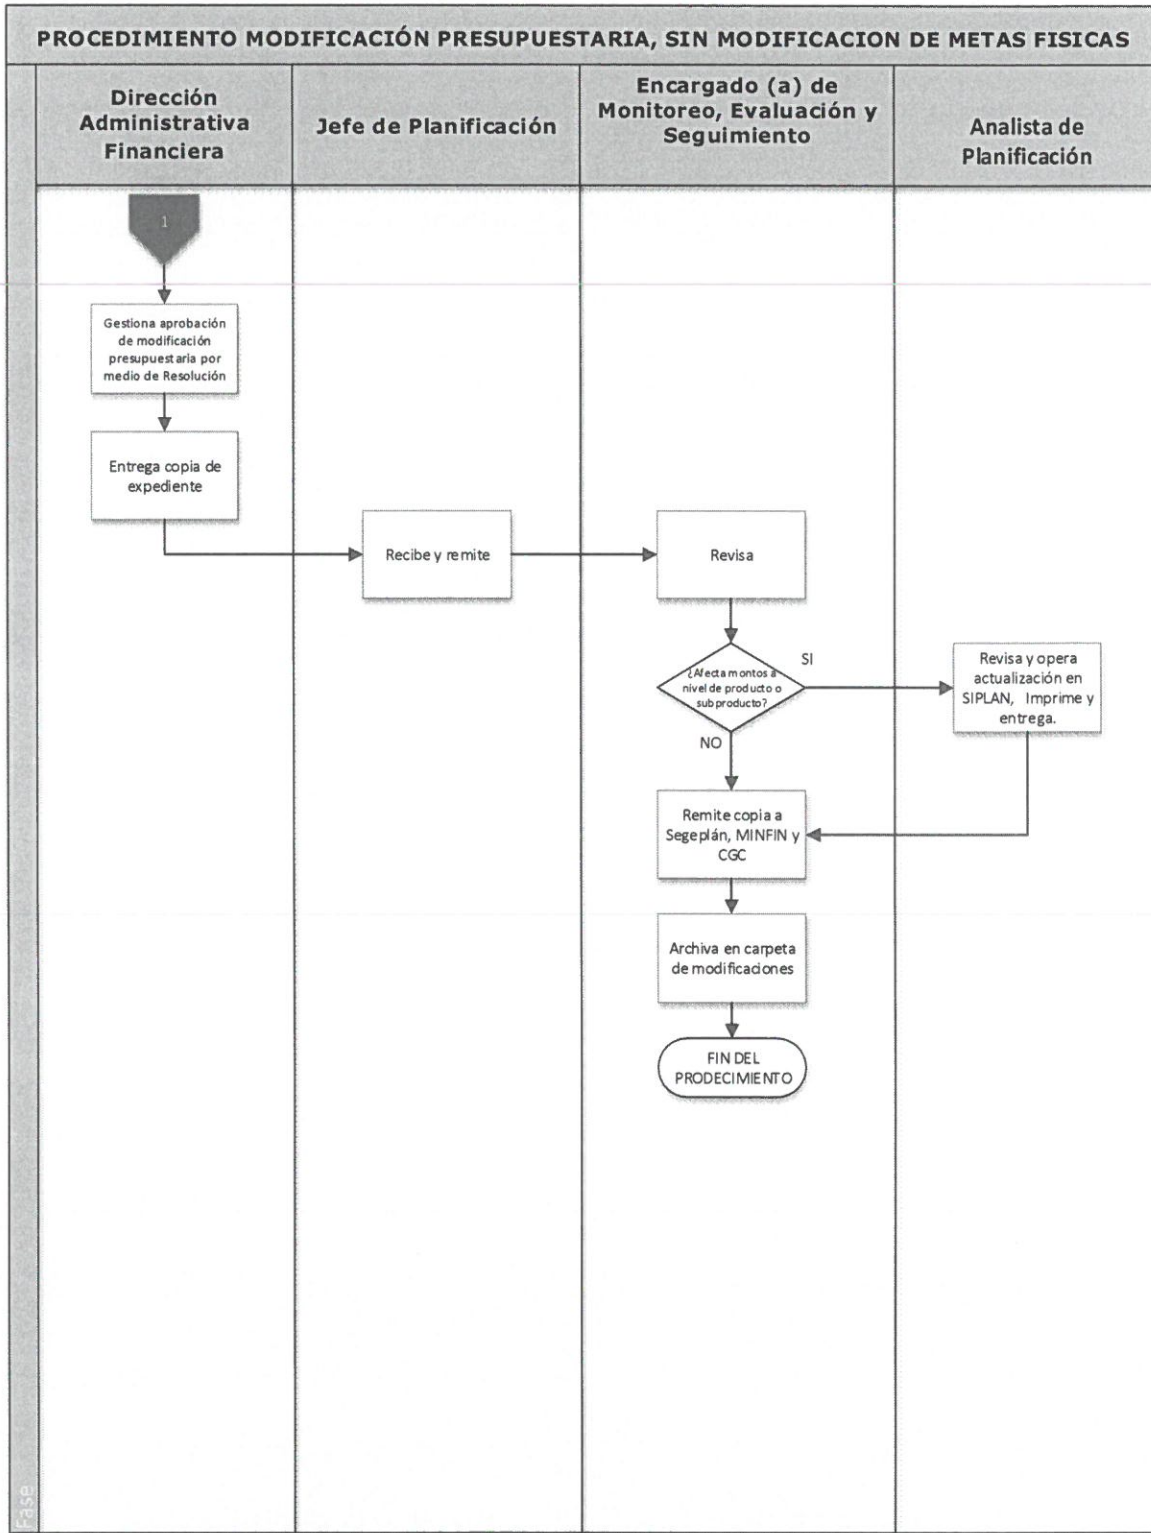 PROCEDIMIENTO MODIFICACIÓN PRESUPUESTARIA, SIN MODIFICACION DE METAS FISICAS
Dirección
Administrativa
Financiera
Jefe de Planificación
Encargado (a) de
Monitoreo, Evaluación y
Seguimiento
Analista de
Planificación
1
Gestiona aprobación
de modificación
presupuestaria por
medio de Resolución
Entrega copia de
expediente
Recibe y remite
Revisa
¿Afecta montos a
nivel de producto o
sub producto?
SI
Revisa y opera
actualización en
SIPLAN, Imprime y
entrega.
NO
Remite copia a
Segeplán, MINFIN y
CGC
Archiva en carpeta
de modificaciones
FIN DEL
PRODECIMIENTO
Fase